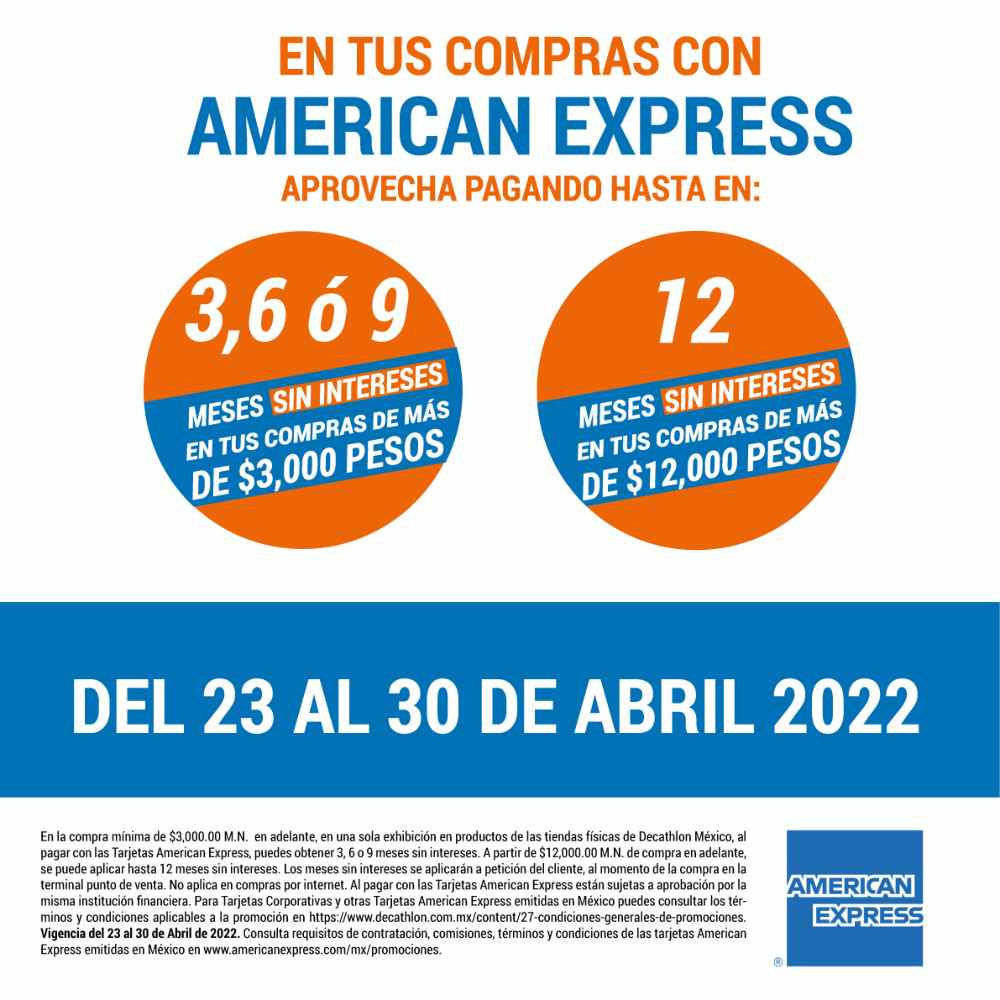 EN TUS COMPRAS CON
AMERICAN EXPRESS
APROVECHA PAGANDO HASTA EN:
3,6 ó 9
MESES SIN INTERESES
EN TUS COMPRAS DE MÁS
DE $3,000 PESOS
12
MESES SIN INTERESES
EN TUS COMPRAS DE MÁS
DE $12,000 PESOS
DEL 23 AL 30 DE ABRIL 2022
En la compra mínima de $3,000.00 M.N. en adelante, en una sola exhibición en productos de las tiendas físicas de Decathlon México, al
pagar con las Tarjetas American Express, puedes obtener 3, 6 o 9 meses sin intereses. A partir de $12,000.00 M.N. de compra en adelante,
se puede aplicar hasta 12 meses sin intereses. Los meses sin intereses se aplicarán a petición del cliente, al momento de la compra en la
terminal punto de venta. No aplica en compras por internet. Al pagar con las Tarjetas American Express están sujetas a aprobación por la
misma institución financiera. Para Tarjetas Corporativas y otras Tarjetas American Express emitidas en México puedes consultar los tér-
minos y condiciones aplicables a la promoción en https://www.decathlon.com.mx/content/27-condiciones-generales-de-promociones.
Vigencia del 23 al 30 de Abril de 2022. Consulta requisitos de contratación, comisiones, términos y condiciones de las tarjetas American
Express emitidas en México en www.americanexpress.com/mx/promociones.
AMERICAN
EXPRESS
®